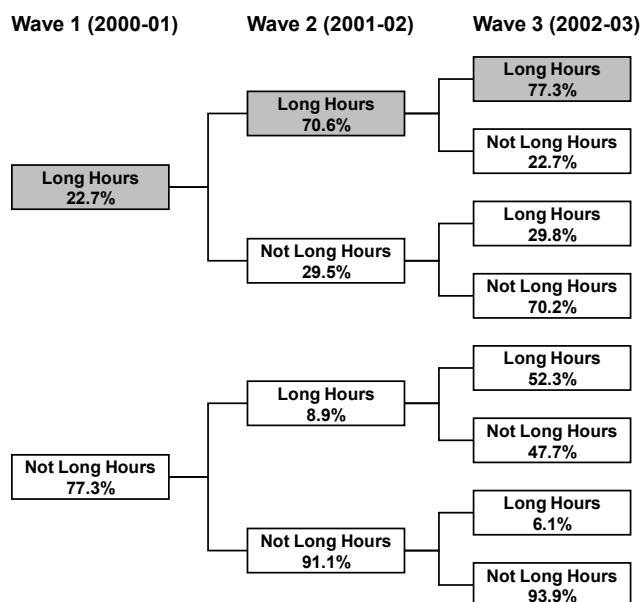 Wave 1 (2000-01) Wave 2 (2001-02) Wave 3 (2002-03)
Long Hours
77.3%
Long Hours
70.6%
Not Long Hours
22.7%
Long Hours
22.7%
Long Hours
29.8%
Not Long Hours
29.5%
Not Long Hours
70.2%
Long Hours
52.3%
Long Hours
8.9%
Not Long Hours
47.7%
Not Long Hours
77.3%
Long Hours
6.1%
Not Long Hours
91.1%
Not Long Hours
93.9%